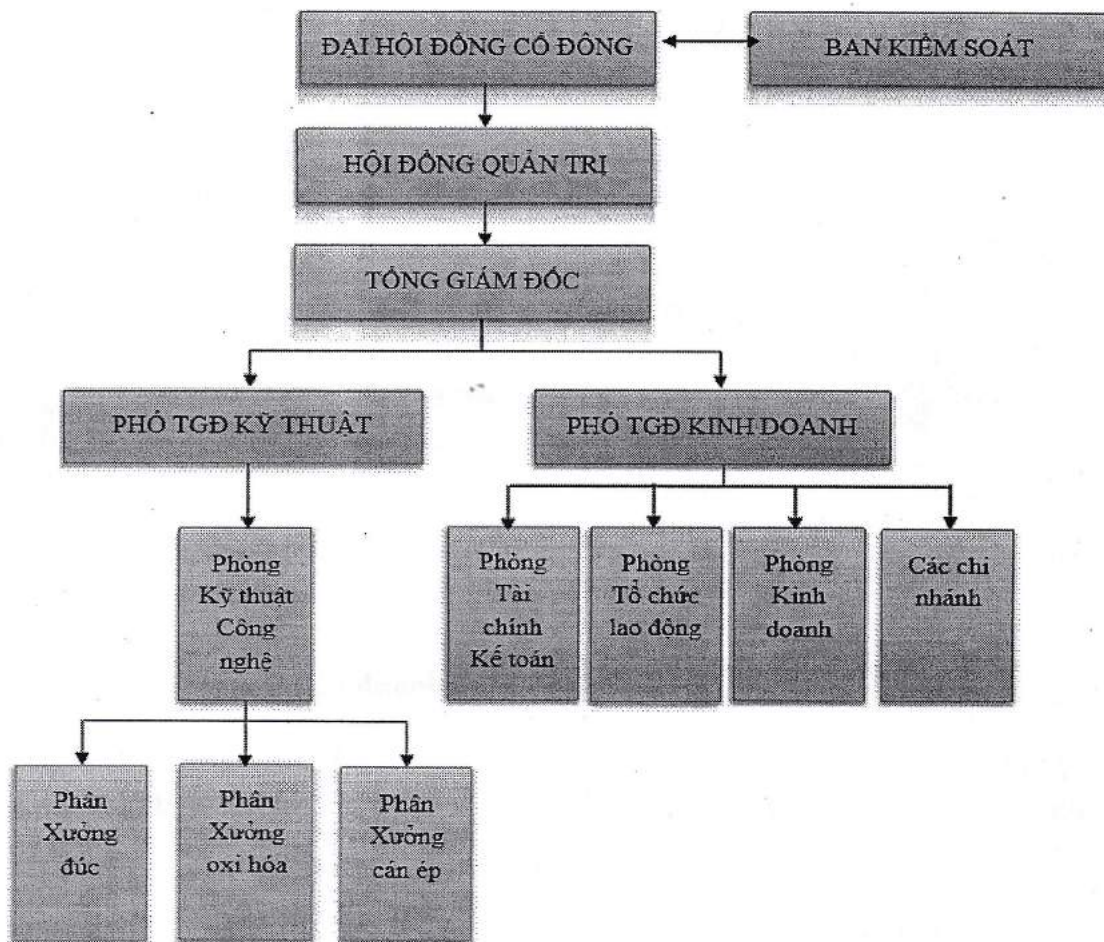 ĐẠI HỘI ĐỒNG CỔ ĐÔNG
BAN KIỂM SOÁT
HỘI ĐỒNG QUẢN TRỊ
TỔNG GIÁM ĐỐC
PHÓ TGĐ KỸ THUẬT
PHÓ TGĐ KINH DOANH
Phòng
Kỹ thuật
Công
nghệ
Phòng
Tài
chính
Kế toán
Phòng
Tổ chức
lao động
Phòng
Kinh
doanh
Các chi
nhánh
Phân
Xưởng
đúc
Phân
Xưởng
oxi hóa
Phân
Xưởng
cán ép